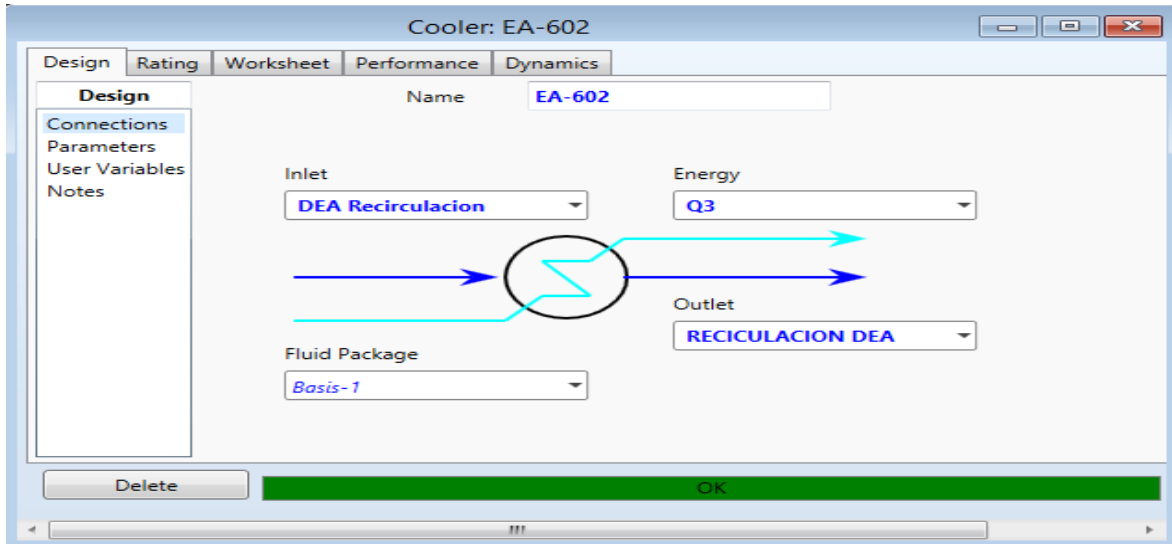 Cooler: EA-602
Design Rating Worksheet Performance Dynamics
Design
Connections
Parameters
User Variables
Notes
Name EA-602
Inlet
DEA Recirculacion
Energy
Q3
Outlet
RECICULACION DEA
Fluid Package
Basis-1
Delete
OK